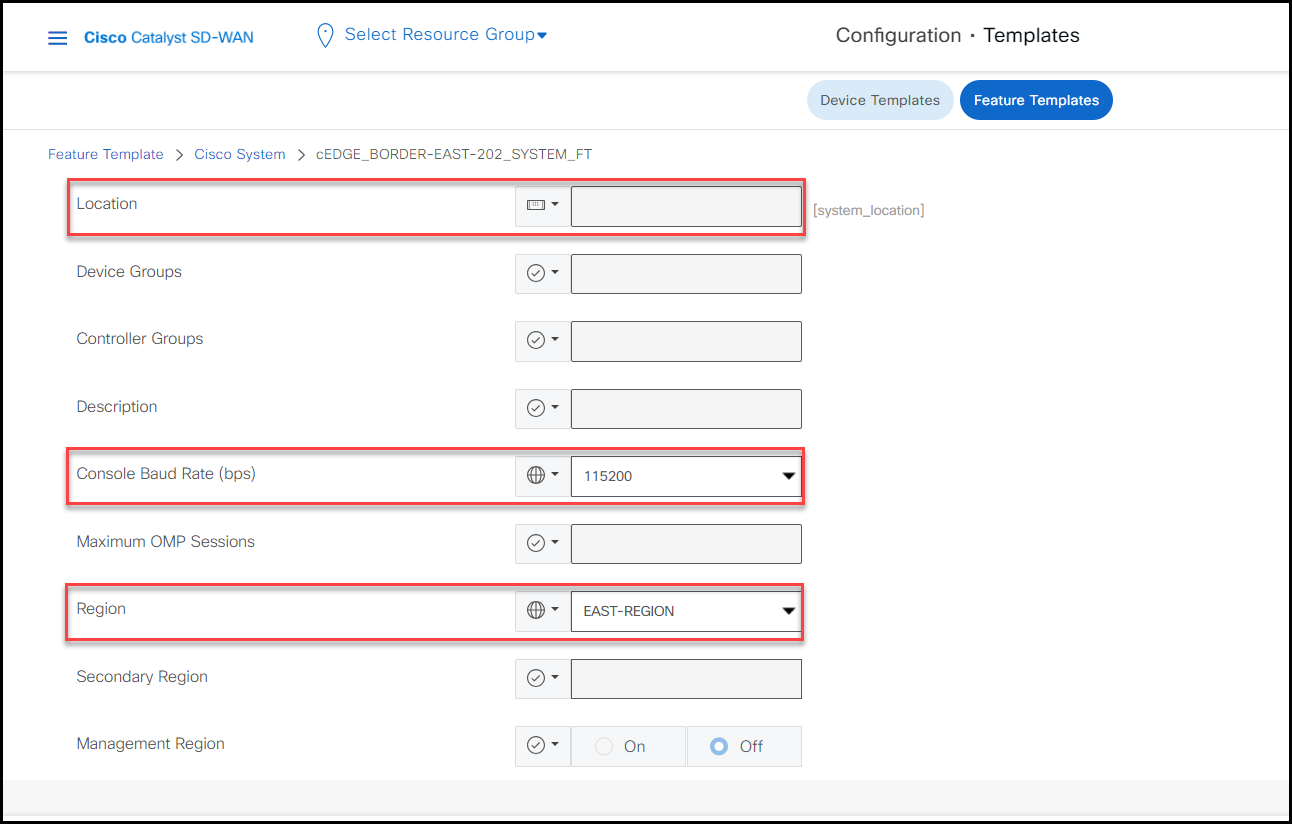 Cisco Catalyst SD-WAN
Select Resource Group
Configuration · Templates
Device Templates
Feature Templates
Feature Template > Cisco System > cEDGE_BORDER-EAST-202_SYSTEM_FT
Location
[system_location]
Device Groups
Controller Groups
Description
Console Baud Rate (bps) 115200
Maximum OMP Sessions
Region EAST-REGION
Secondary Region
Management Region On Off